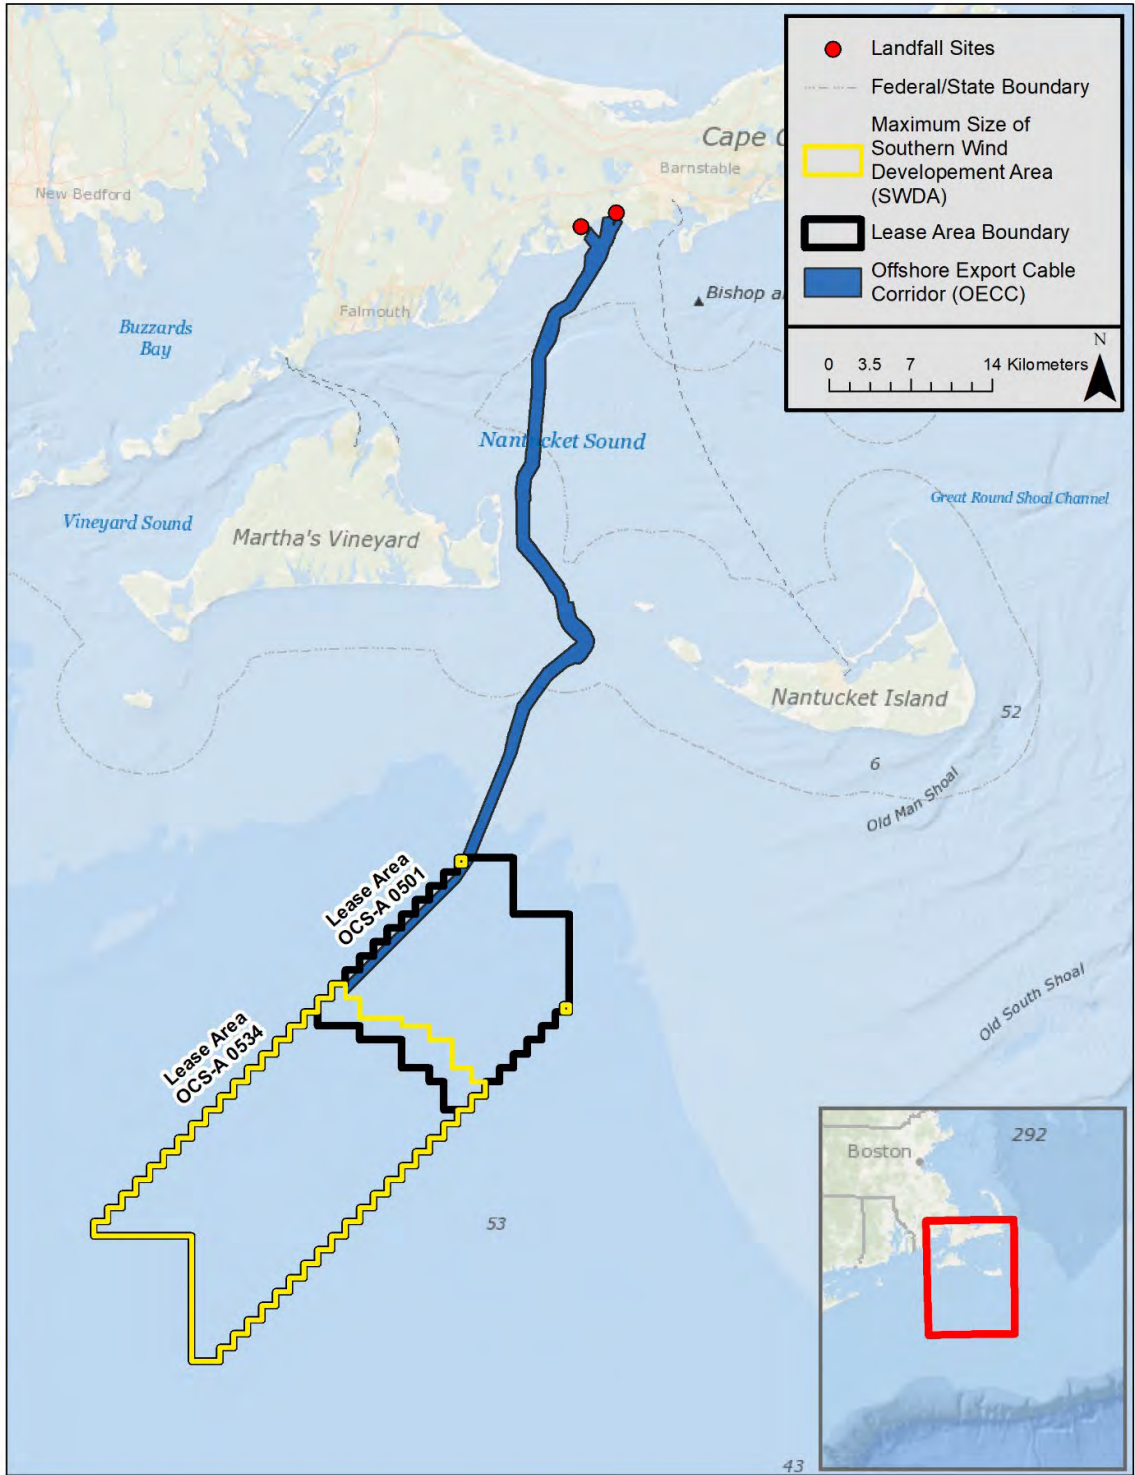 Landfall Sites
Federal/State Boundary
Maximum Size of
Southern Wind
Developement Area
(SWDA)
Lease Area Boundary
Offshore Export Cable
Corridor (OECC)
N
0 3.5 7 14 Kilometers
Cape C
Barnstable
New Bedford
Bishop a
Falmouth
Buzzards
Bay
Nantucket Sound
Great Round Shoal Channel
Vineyard Sound
Martha's Vineyard
Nantucket Island
52
6
Old Man Shoal
Lease Area
OCS-A 0501
Old South Shoal
Lease Area
OCS-A 0534
53
43
Boston
292